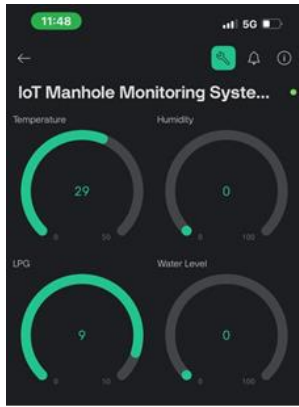 11:48
5G
IoT Manhole Monitoring Syste...
Temperature
Humidity
29
0
0
50
0
100
LPG
Water Level
9
0
0
10
0
100